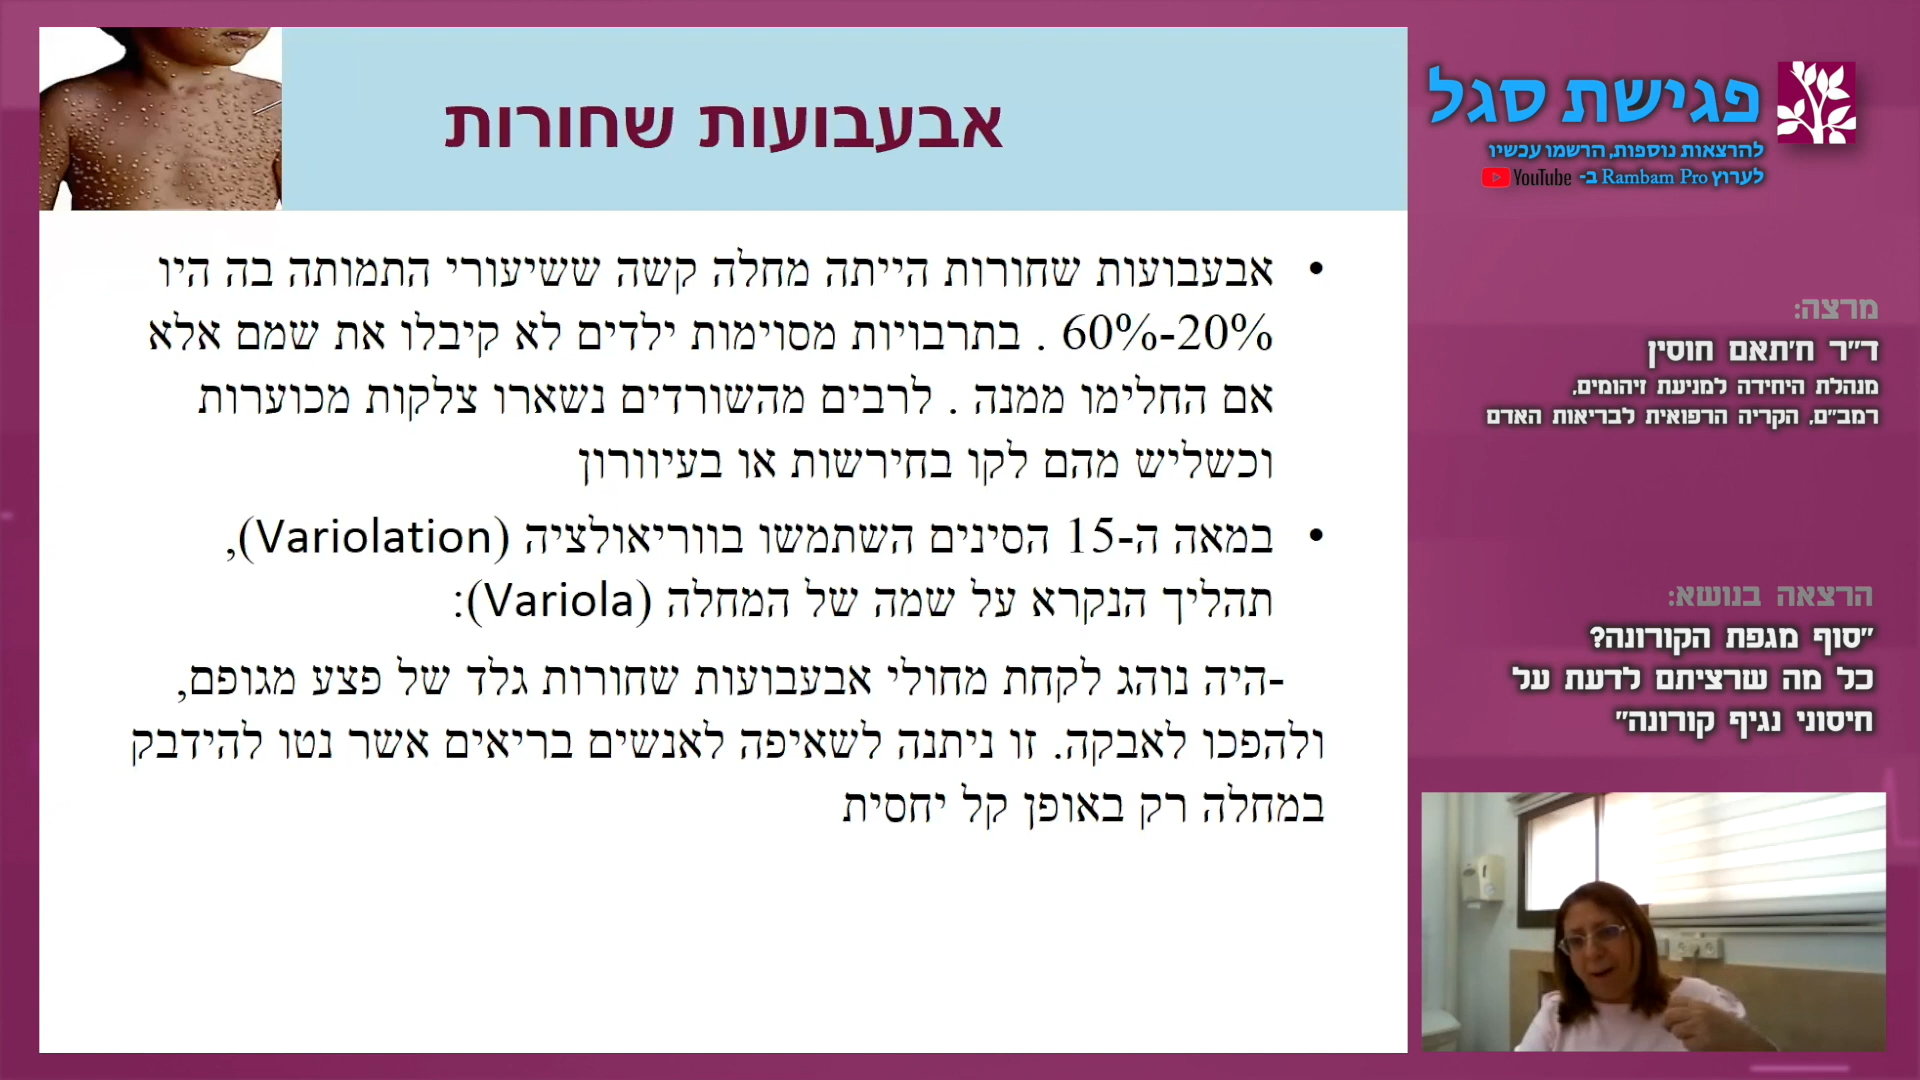 אבעבועות שחורות
• אבעבועות שחורות הייתה מחלה קשה ששיעורי התמותה בה היו
60%-20% . בתרבויות מסוימות ילדים לא קיבלו את שמם אלא
אם החלימו ממנה . לרבים מהשורדים נשארו צלקות מכוערות
וכשליש מהם לקו בחירשות או בעיוורון
• במאה ה-15 הסינים השתמשו בווריאולציה (Variolation),
תהליך הנקרא על שמה של המחלה (Variola):
-היה נוהג לקחת מחולי אבעבועות שחורות גלד של פצע מגופם,
ולהפכו לאבקה. זו ניתנה לשאיפה לאנשים בריאים אשר נטו להידבק
במחלה רק באופן קל יחסית
פגישת סגל
להרצאות נוספות, הרשמו עכשיו
לערוץ Rambam Pro ב- YouTube
מרצה:
ד"ר ח'תאם חוסין
מנהלת היחידה למניעת זיהומים,
רמב"ם, הקריה הרפואית לבריאות האדם
הרצאה בנושא:
"סוף מגפת הקורונה?
כל מה שרציתם לדעת על
חיסוני נגיף קורונה"